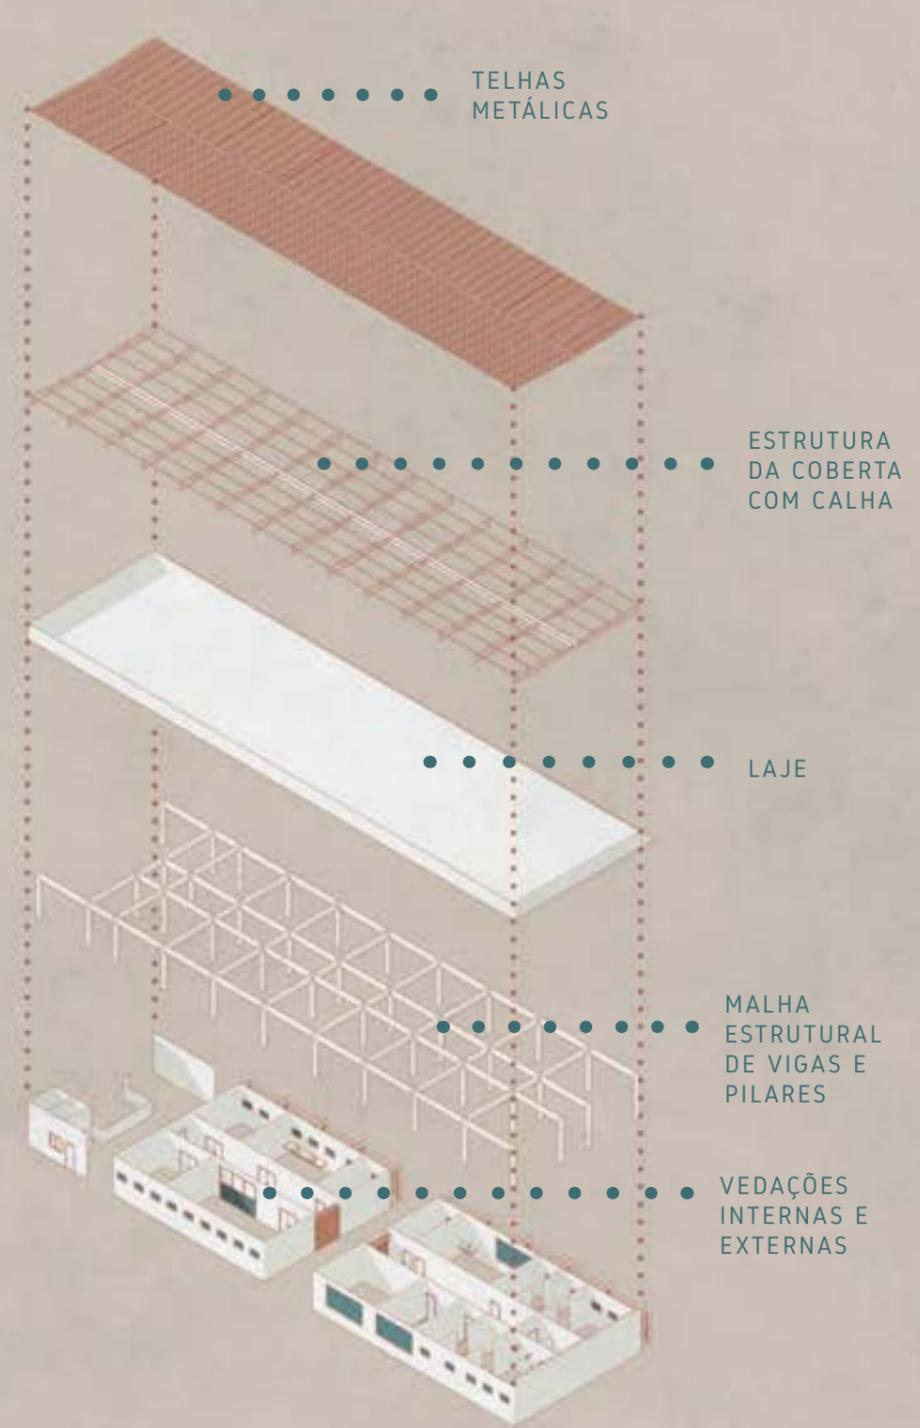 TELHAS
METÁLICAS
ESTRUTURA
DA COBERTA
COM CALHA
LAJE
MALHA
ESTRUTURAL
DE VIGAS E
PILARES
VEDAÇÕES
INTERNAS E
EXTERNAS